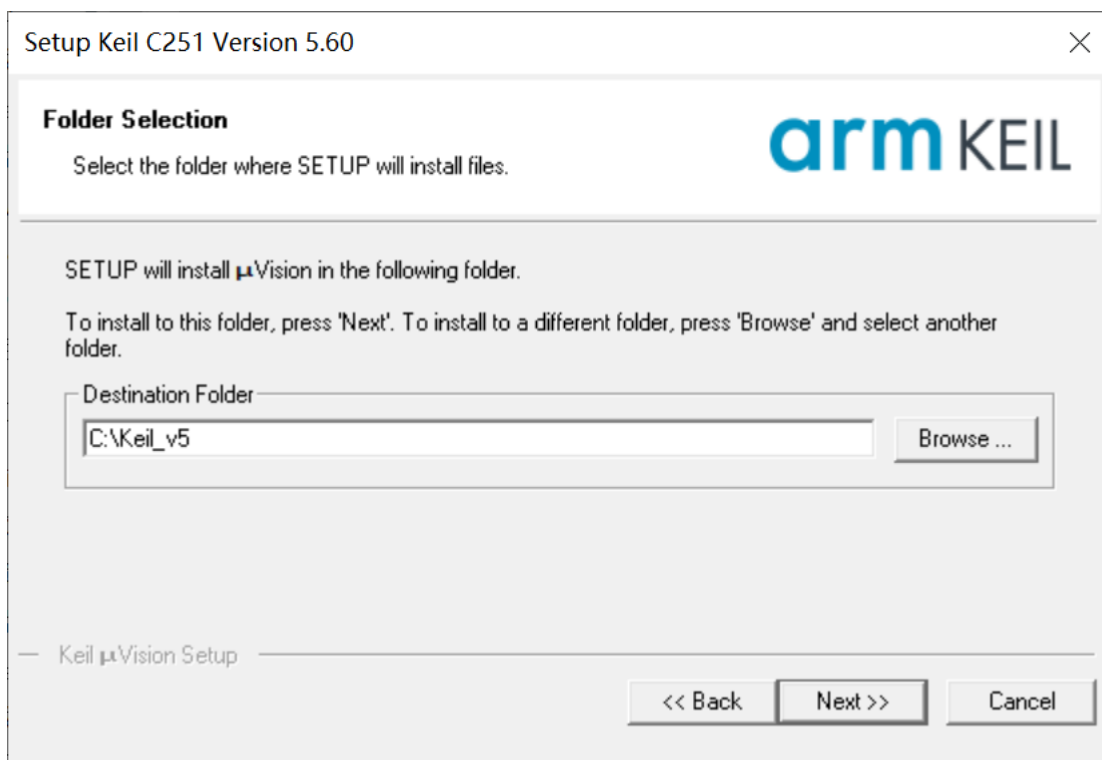 Setup Keil C251 Version 5.60
Folder Selection
Select the folder where SETUP will install files.
arm KEIL
SETUP will install µVision in the following folder.
To install to this folder, press 'Next'. To install to a different folder, press 'Browse' and select another
folder.
Destination Folder
C:\Keil_v5
Browse ...
Keil µVision Setup
<< Back
Next >>
Cancel